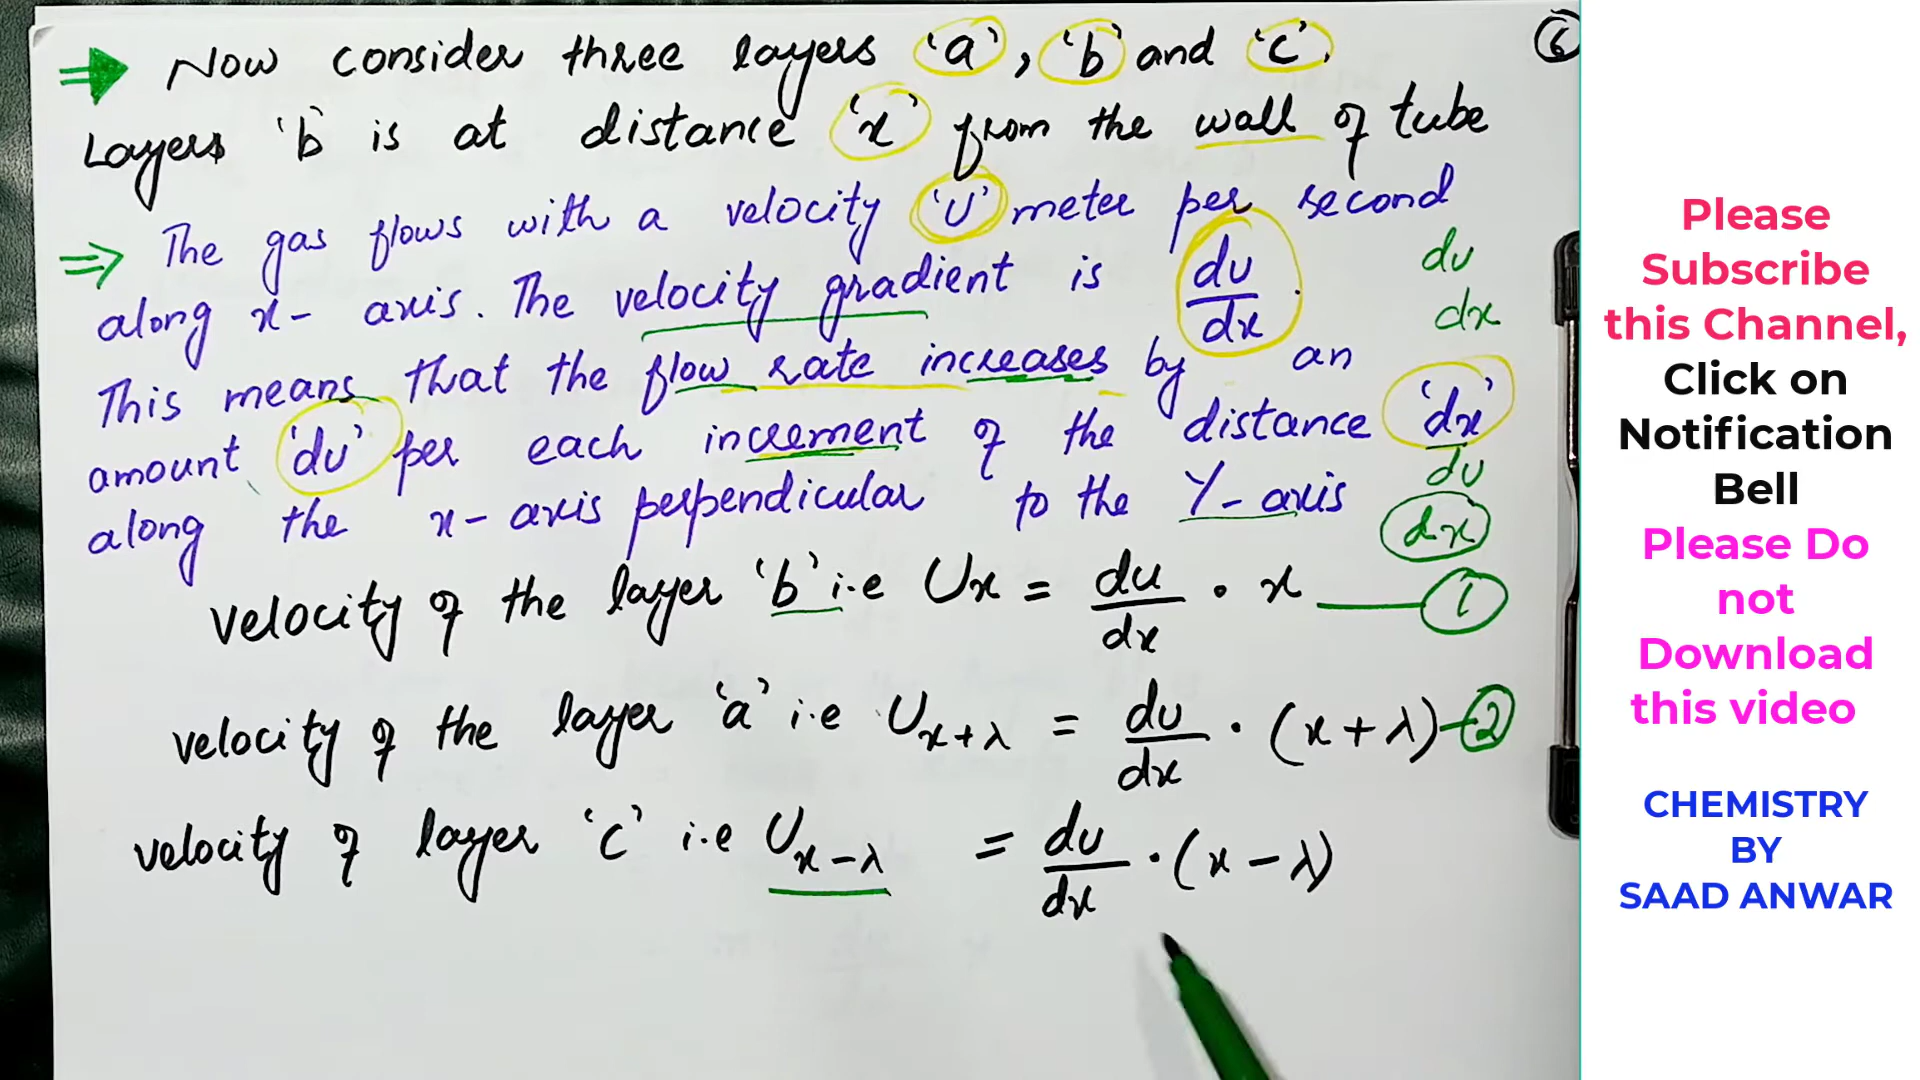 Now consider three layers 'a', 'b' and 'c'.
6
Layers 'b' is at distance 'x' from the wall of tube
The gas flows with a velocity 'U' meter per second
along x- axis. The velocity gradient is du/dx.
du
dx
This means that the flow rate increases by an
amount 'du' per each increment of the distance 'dx'
du
along the x-axis perpendicular to the Y-axis
dx
velocity of the layer 'b' i.e Ux = du/dx · x — 1
velocity of the layer 'a' i.e Ux+λ = du/dx · (x+λ) - 2
velocity of layer 'c' i.e Ux-λ = du/dx · (x-λ)
Please
Subscribe
this Channel,
Click on
Notification
Bell
Please Do
not
Download
this video
CHEMISTRY
BY
SAAD ANWAR